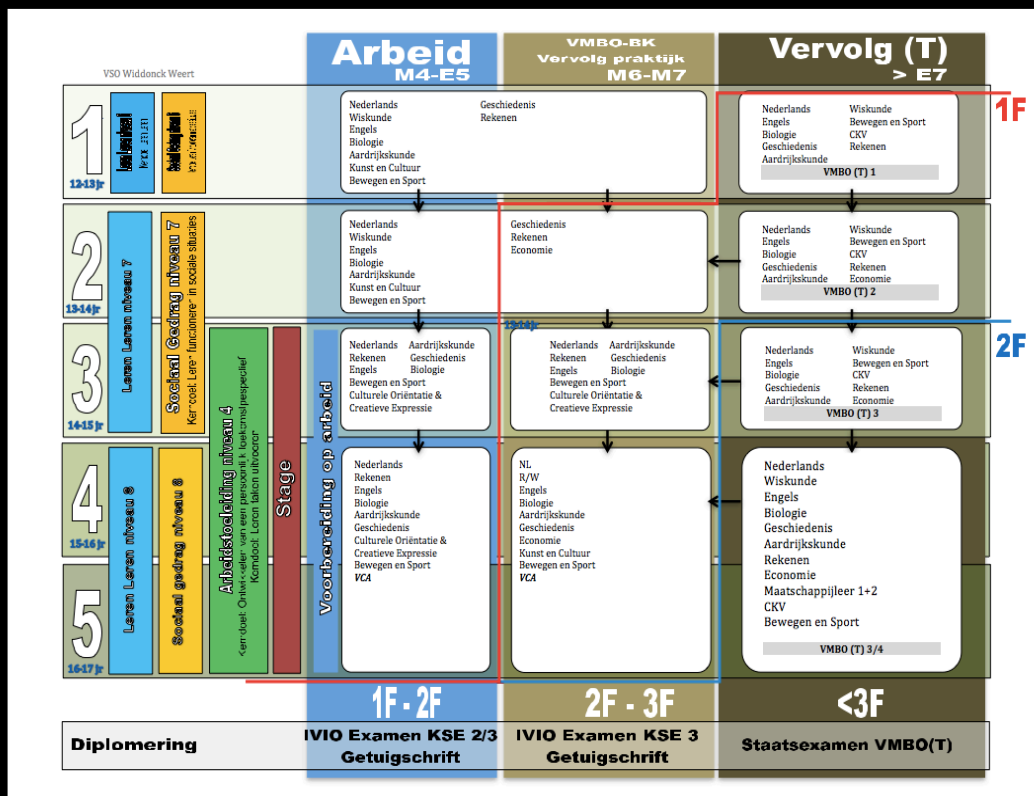 Arbeid
M4-E5
VMBO-BK
Vervolg praktijk
M6-M7
Vervolg (T)
> E7
VSO Widdonck Weert
1F
1
12-13jr
Nederlands
Wiskunde
Engels
Biologie
Aardrijkskunde
Kunst en Cultuur
Bewegen en Sport
Geschiedenis
Rekenen
Nederlands
Engels
Biologie
Geschiedenis
Aardrijkskunde
Wiskunde
Bewegen en Sport
CKV
Rekenen
VMBO (T) 1
2
13-14jr
Leren Leren niveau 7
Sociaal Gedrag niveau 7
Kerndoel: Leren functioneren in sociale situaties
Nederlands
Wiskunde
Engels
Biologie
Aardrijkskunde
Kunst en Cultuur
Bewegen en Sport
Geschiedenis
Rekenen
Economie
Nederlands
Engels
Biologie
Geschiedenis
Aardrijkskunde
Wiskunde
Bewegen en Sport
CKV
Rekenen
Economie
VMBO (T) 2
2F
3
14-15jr
Arbeidstoeleiding niveau 4
Stage
Voorbereiding op arbeid
Nederlands
Rekenen
Engels
Aardrijkskunde
Geschiedenis
Biologie
Bewegen en Sport
Culturele Oriëntatie &
Creatieve Expressie
Nederlands
Rekenen
Engels
Aardrijkskunde
Geschiedenis
Biologie
Bewegen en Sport
Culturele Oriëntatie &
Creatieve Expressie
Nederlands
Engels
Biologie
Geschiedenis
Aardrijkskunde
Wiskunde
Bewegen en Sport
CKV
Rekenen
Economie
VMBO (T) 3
4
15-16jr
5
16-17jr
Leren Leren niveau 8
Sociaal gedrag niveau 8
Nederlands
Rekenen
Engels
Biologie
Aardrijkskunde
Geschiedenis
Culturele Oriëntatie &
Creatieve Expressie
Bewegen en Sport
VCA
NL
R/W
Engels
Biologie
Aardrijkskunde
Geschiedenis
Economie
Kunst en Cultuur
Bewegen en Sport
VCA
Nederlands
Wiskunde
Engels
Biologie
Geschiedenis
Aardrijkskunde
Rekenen
Economie
Maatschappijleer 1+2
CKV
Bewegen en Sport
VMBO (T) 3/4
1F - 2F
2F - 3F
<3F
Diplomering
IVIO Examen KSE 2/3
Getuigschrift
IVIO Examen KSE 3
Getuigschrift
Staatsexamen VMBO(T)